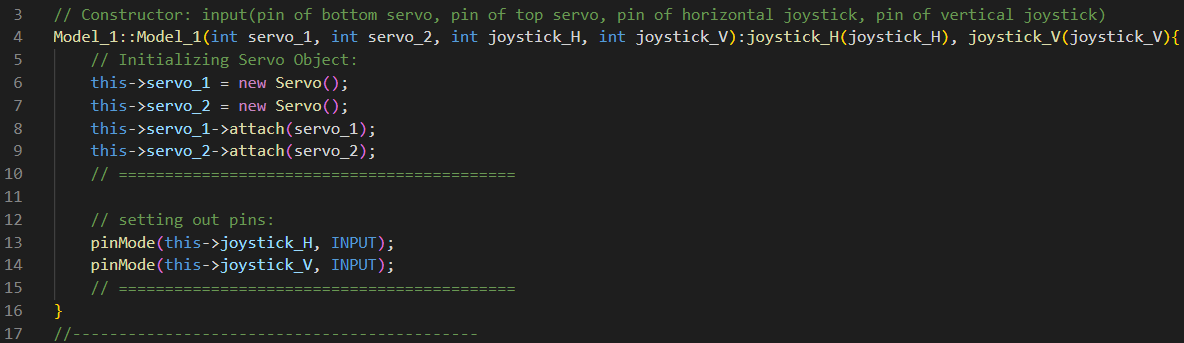 3 // Constructor: input(pin of bottom servo, pin of top servo, pin of horizontal joystick, pin of vertical joystick)
4 Model_1::Model_1(int servo_1, int servo_2, int joystick_H, int joystick_V):joystick_H(joystick_H), joystick_V(joystick_V){
5     // Initializing Servo Object:
6     this->servo_1 = new Servo();
7     this->servo_2 = new Servo();
8     this->servo_1->attach(servo_1);
9     this->servo_2->attach(servo_2);
10     // ===========================================
11
12     // setting out pins:
13     pinMode(this->joystick_H, INPUT);
14     pinMode(this->joystick_V, INPUT);
15     // ===========================================
16 }
17 //--------------------------------------------